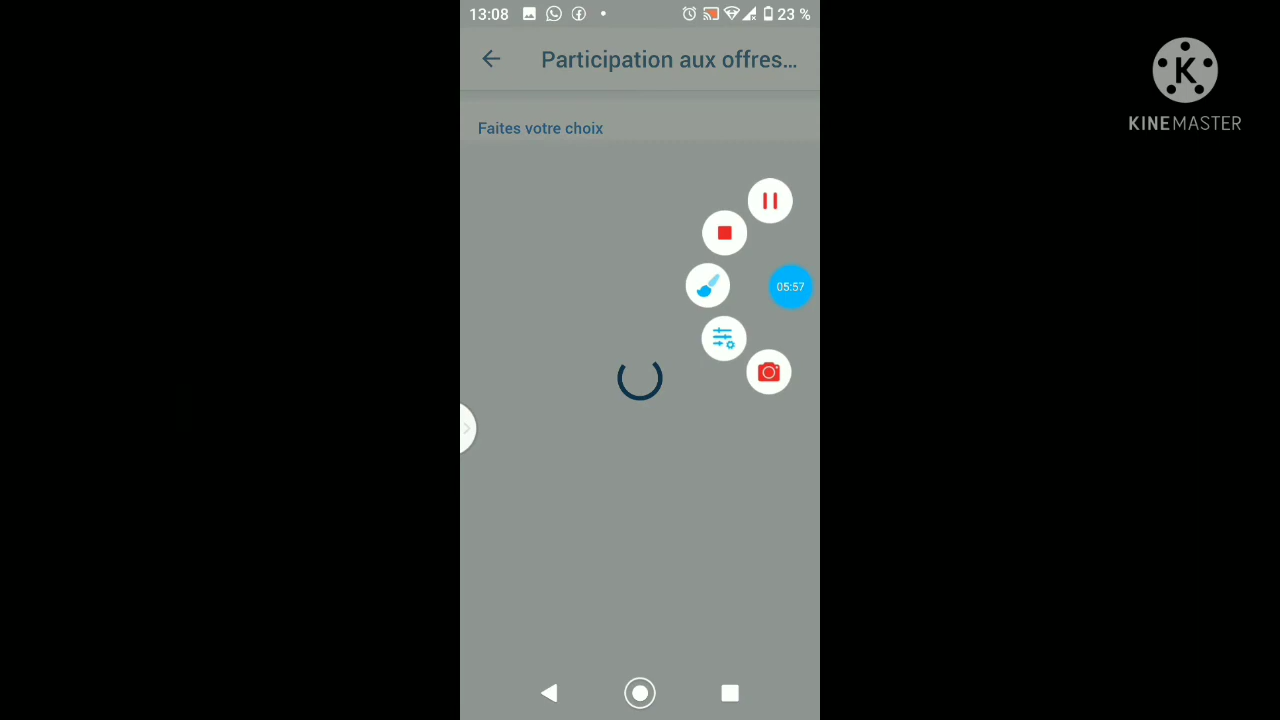 13:08 23 %
Participation aux offres...
Faites votre choix
05:57
K
KINEMASTER